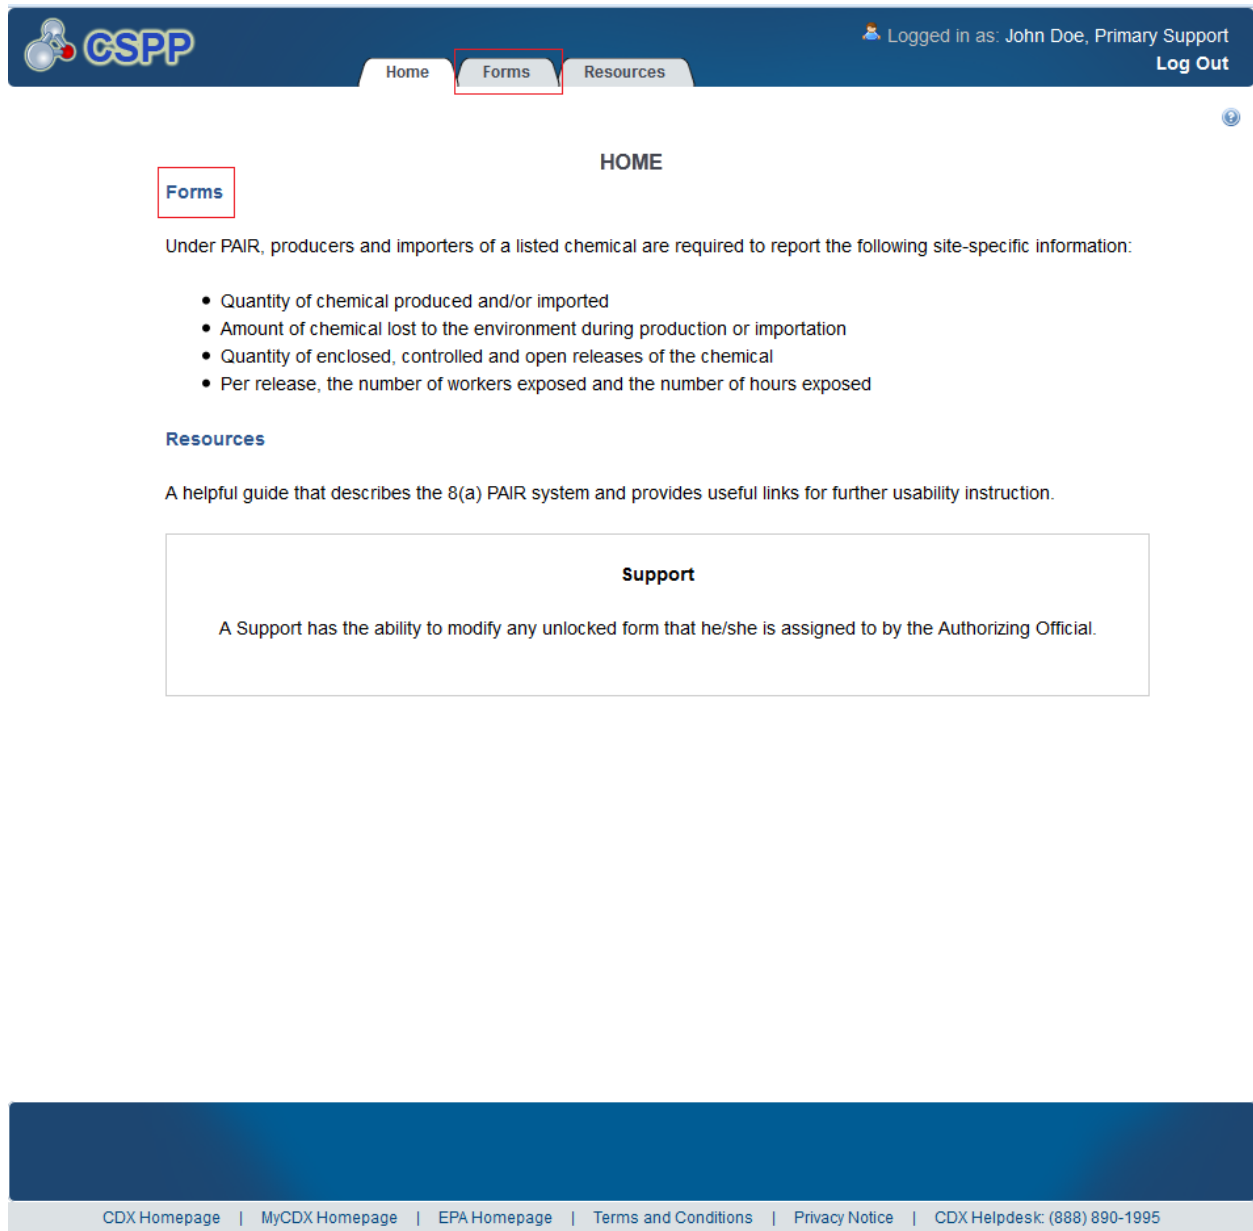 CSPP
Logged in as: John Doe, Primary Support
Log Out
Home
Forms
Resources
HOME
Forms
Under PAIR, producers and importers of a listed chemical are required to report the following site-specific information:
Quantity of chemical produced and/or imported
Amount of chemical lost to the environment during production or importation
Quantity of enclosed, controlled and open releases of the chemical
Per release, the number of workers exposed and the number of hours exposed
Resources
A helpful guide that describes the 8(a) PAIR system and provides useful links for further usability instruction.
Support
A Support has the ability to modify any unlocked form that he/she is assigned to by the Authorizing Official.
CDX Homepage | MyCDX Homepage | EPA Homepage | Terms and Conditions | Privacy Notice | CDX Helpdesk: (888) 890-1995